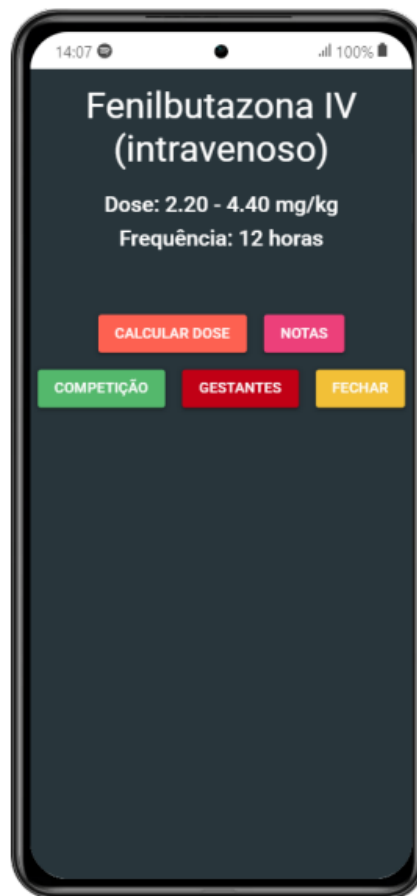 14:07 100%
Fenilbutazona IV
(intravenoso)
Dose: 2.20 - 4.40 mg/kg
Frequência: 12 horas
CALCULAR DOSE NOTAS
COMPETIÇÃO GESTANTES FECHAR